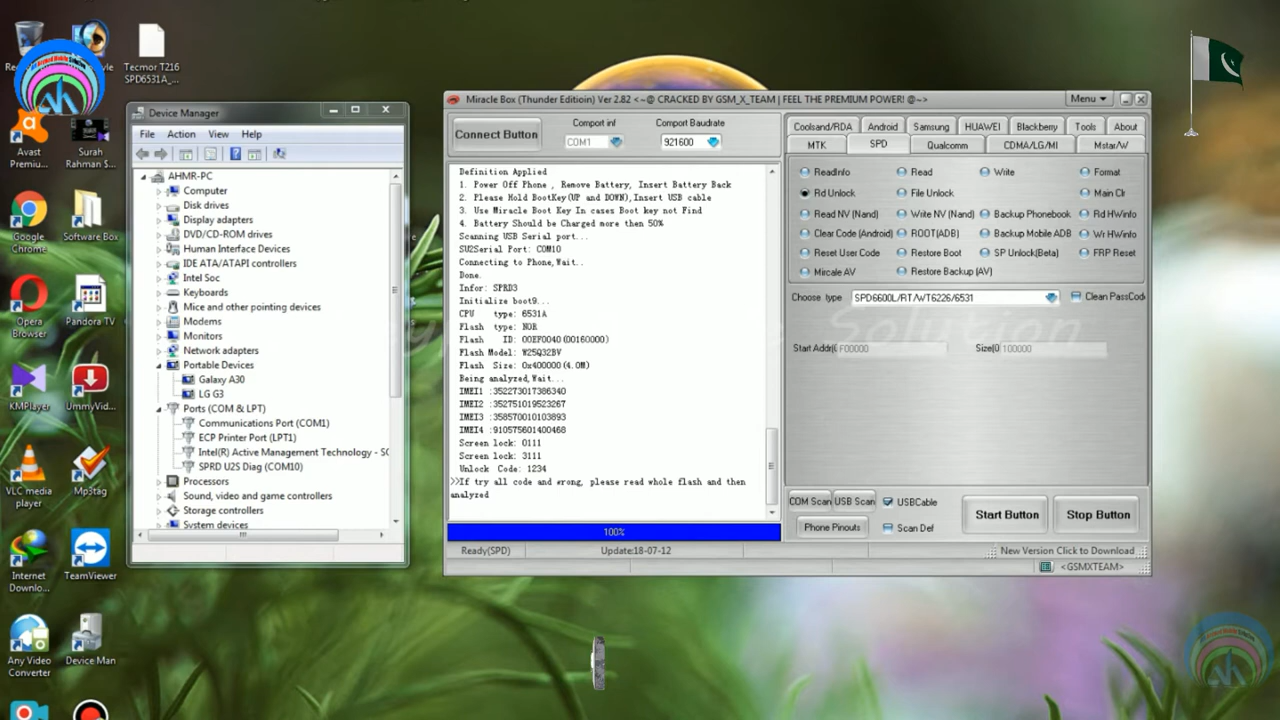 Tecmor T216
SPD6531A_...
Avast
Premiu...
Surah
Rahman $...
Google
Chrome
Software Box
Opera
Browser
Pandora TV
KMPlayer
UmmyVid...
VLC media
player
Mp3tag
Internet
Downlo...
TeamViewer
Any Video
Converter
Device Man
Device Manager
File Action View Help
AHMR-PC
Computer
Disk drives
Display adapters
DVD/CD-ROM drives
Human Interface Devices
IDE ATA/ATAPI controllers
Intel Soc
Keyboards
Mice and other pointing devices
Modems
Monitors
Network adapters
Portable Devices
Galaxy A30
LG G3
Ports (COM & LPT)
Communications Port (COM1)
ECP Printer Port (LPT1)
Intel(R) Active Management Technology - SO
SPRD U2S Diag (COM10)
Processors
Sound, video and game controllers
Storage controllers
System devices
Miracle Box (Thunder Editioin) Ver 2.82 <~@ CRACKED BY GSM_X_TEAM | FEEL THE PREMIUM POWER! @~>
Menu
Connect Button
Comport inf
Comport Baudrate
COM1
921600
Definition Applied
1. Power Off Phone , Remove Battery, Insert Battery Back
2. Please Hold BootKey(UP and DOWN),Insert USB cable
3. Use Miracle Boot Key In cases Boot key not Find
4. Battery Should be Charged more then 50%
Scanning USB Serial port...
SU2Serial Port: COM10
Connecting to Phone,Wait..
Done.
Infor: SPRD3
Initialize boot9...
CPU type: 6531A
Flash type: NOR
Flash ID: 00EF0040(00160000)
Flash Model: W25Q32BV
Flash Size: 0x400000(4.0M)
Being analyzed,Wait...
IMEI1 :352273017386340
IMEI2 :352751019523267
IMEI3 :358570010103893
IMEI4 :910575601400468
Screen lock: 0111
Screen lock: 3111
Unlock Code: 1234
>>If try all code and wrong, please read whole flash and then
analyzed
100%
Ready(SPD)
Update:18-07-12
Coolsand/RDA Android Samsung HUAWEI Blackberry Tools About
MTK SPD Qualcomm CDMA/LG/MI Mstar/W
ReadInfo Read Write Format
Rd Unlock File Unlock Main Clr
Read NV (Nand) Write NV (Nand) Backup Phonebook Rd HWinfo
Clear Code (Android) ROOT(ADB) Backup Mobile ADB Wr HWInfo
Reset User Code Restore Boot SP Unlock(Beta) FRP Reset
Mircale AV Restore Backup (AV)
Choose type SPD6600L/RT/WT6226/6531 Clean PassCod
Start Addr(0 F00000 Size(0 100000
COM Scan USB Scan USBCable
Phone Pinouts Scan Def
Start Button
Stop Button
New Version Click to Download
<GSMXTEAM>